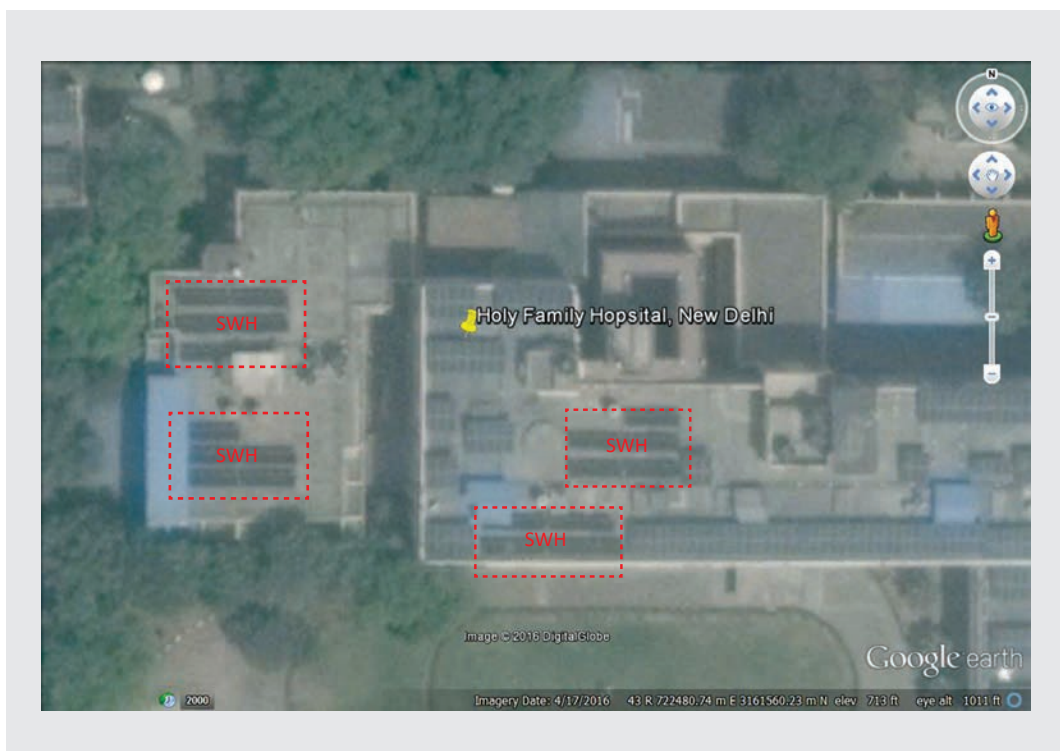 N
SWH
Holy Family Hopsital, New Delhi
SWH
SWH
SWH
Image © 2016 DigitalGlobe
Google earth
2000
Imagery Date: 4/17/2016 43 R 722480.74 m E 3161560.23 m N elev 713 ft eye alt 1011 ft